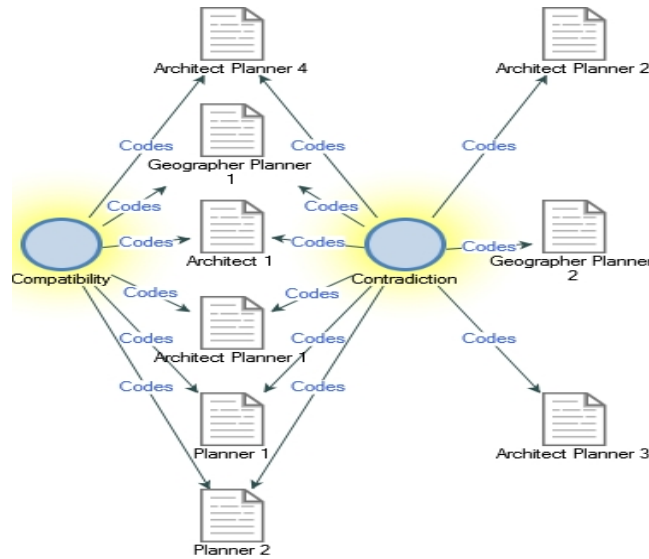 Architect Planner 4
Architect Planner 2
Codes
Codes
Codes
Geographer Planner
1
Codes
Codes
Architect 1
Codes
Codes
Codes
Geographer Planner
2
Compatibility
Contradiction
Codes
Codes
Architect Planner 1
Codes
Codes
Codes
Codes
Codes
Planner 1
Architect Planner 3
Planner 2